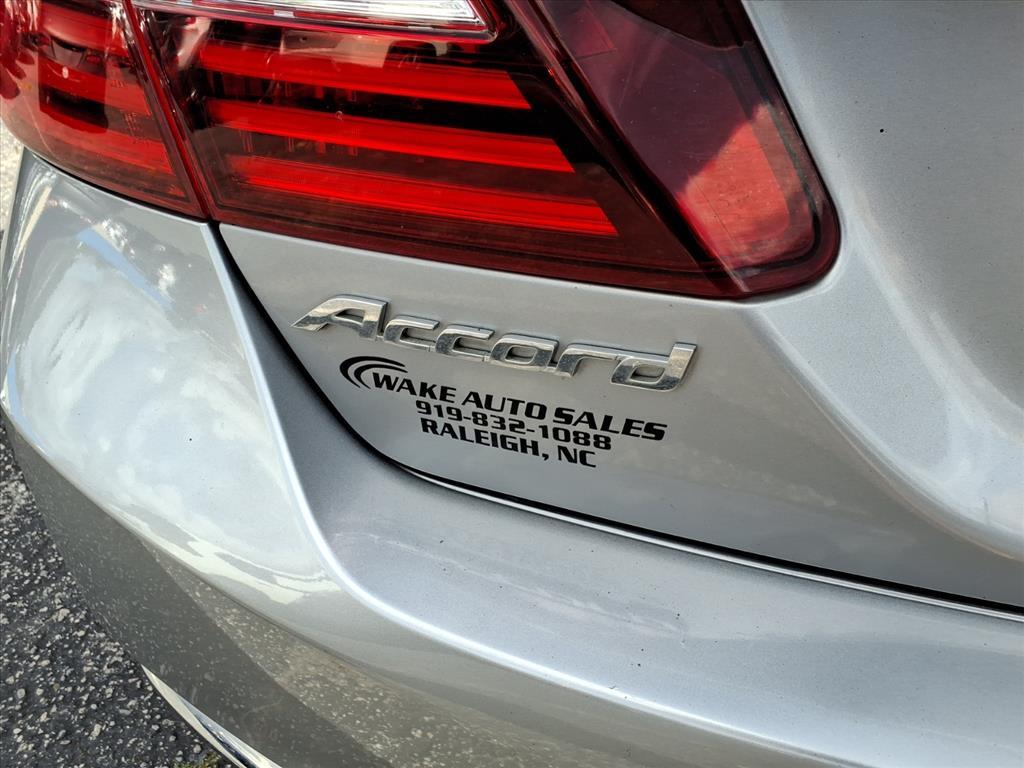 Accord
WAKE AUTO SALES
919-832-1088
RALEIGH, NC